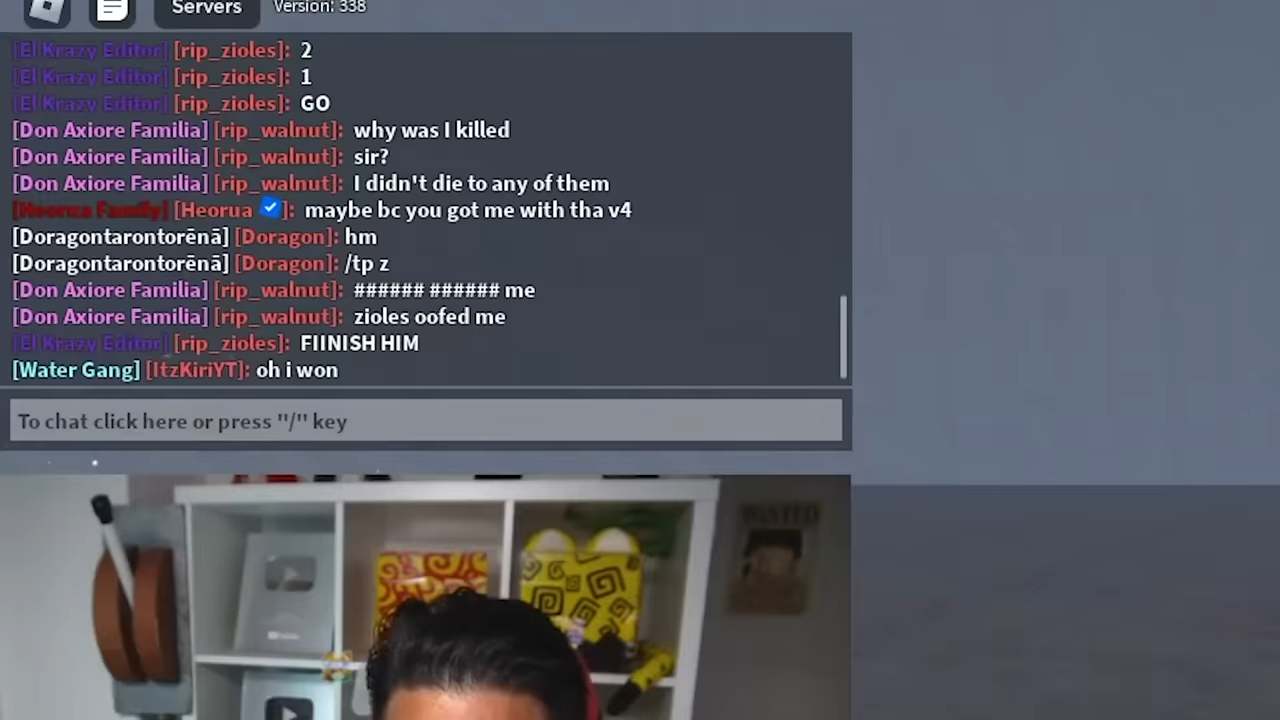 Servers Version: 338
[El Krazy Editor] [rip_zioles]: 2
[El Krazy Editor] [rip_zioles]: 1
[El Krazy Editor] [rip_zioles]: GO
[Don Axiore Familia] [rip_walnut]: why was I killed
[Don Axiore Familia] [rip_walnut]: sir?
[Don Axiore Familia] [rip_walnut]: I didn't die to any of them
[Heorua Family] [Heorua ]: maybe bc you got me with tha v4
[Doragontarontorēnā] [Doragon]: hm
[Doragontarontorēnā] [Doragon]: /tp z
[Don Axiore Familia] [rip_walnut]: ###### ###### me
[Don Axiore Familia] [rip_walnut]: zioles oofed me
[El Krazy Editor] [rip_zioles]: FIINISH HIM
[Water Gang] [ItzKiriYT]: oh i won
To chat click here or press "/" key
WANTED